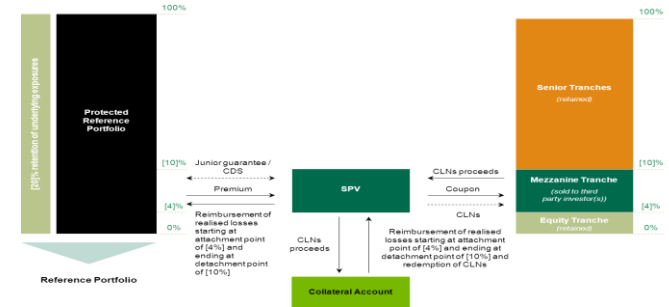 100%
[20]% retention of underlying exposures
Protected
Reference
Portfolio
[10]%
[4]%
0%
Reference Portfolio
Junior guarantee /
CDS
Premium
Reimbursement of
realised losses
starting at
attachment point
of [4%] and
ending at
detachment point
of [10%]
SPV
CLNs
proceeds
Reimbursement of realised
losses starting at attachment
point of [4%] and ending at
detachment point of [10%] and
redemption of CLNs
Collateral Account
CLNs proceeds
Coupon
CLNs
100%
Senior Tranches
(retained)
[10]%
Mezzanine Tranche
(sold to third
party investor(s))
[4]%
Equity Tranche
(retained)
0%